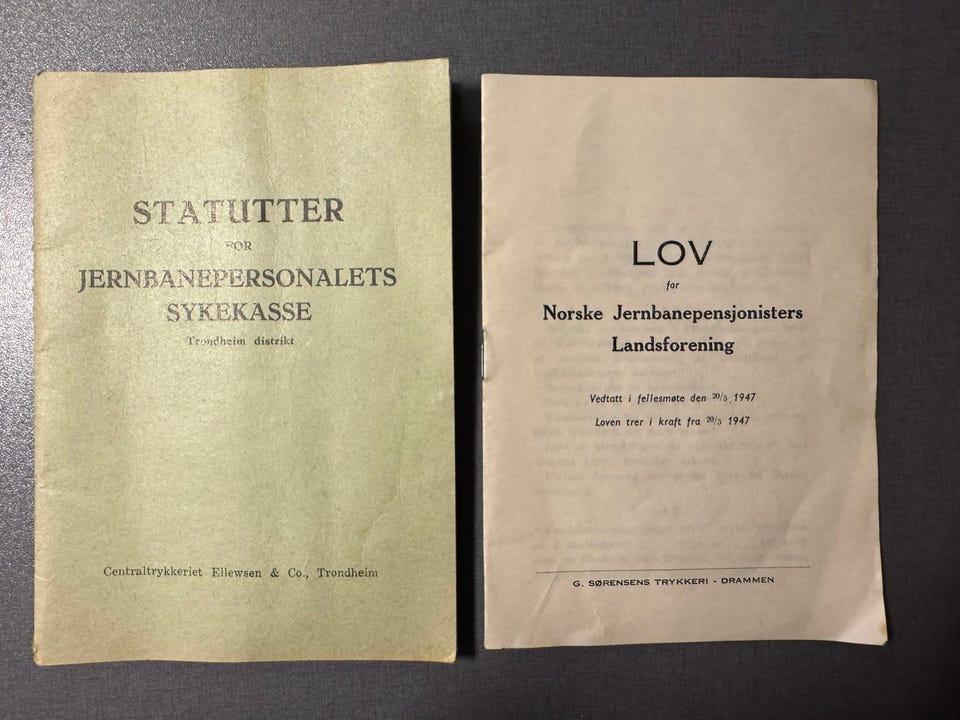 STATUTTER
FOR
JERNBANEPERSONALETS
SYKEKASSE
Trondheim distrikt
Centraltrykkeriet Ellewsen & Co., Trondheim
LOV
for
Norske Jernbanepensjonisters
Landsforening
Vedtatt i fellesmøte den 20/5 1947
Loven trer i kraft fra 20/5 1947
G. SØRENSENS TRYKKERI - DRAMMEN